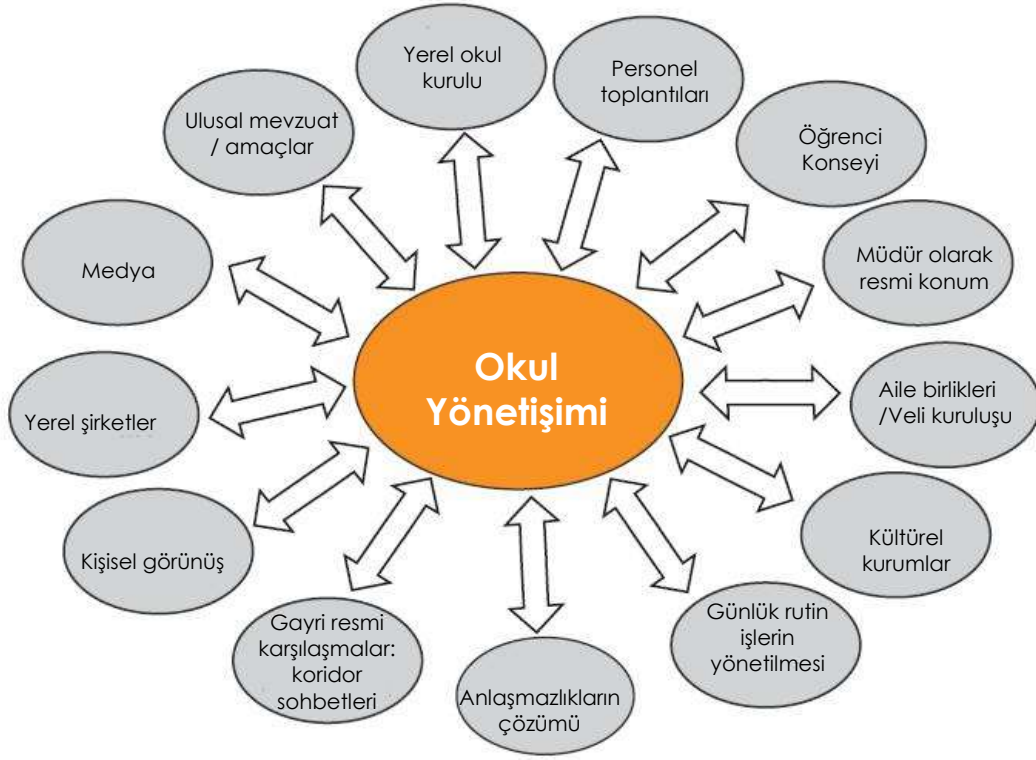 Yerel okul
kurulu
Personel
toplantıları
Öğrenci
Konseyi
Müdür olarak
resmi konum
Aile birlikleri
/Veli kuruluşu
Kültürel
kurumlar
Günlük rutin
işlerin
yönetilmesi
Anlaşmazlıkların
çözümü
Gayri resmi
karşılaşmalar:
koridor
sohbetleri
Kişisel görünüş
Yerel şirketler
Medya
Ulusal mevzuat
/ amaçlar
Okul
Yönetişimi